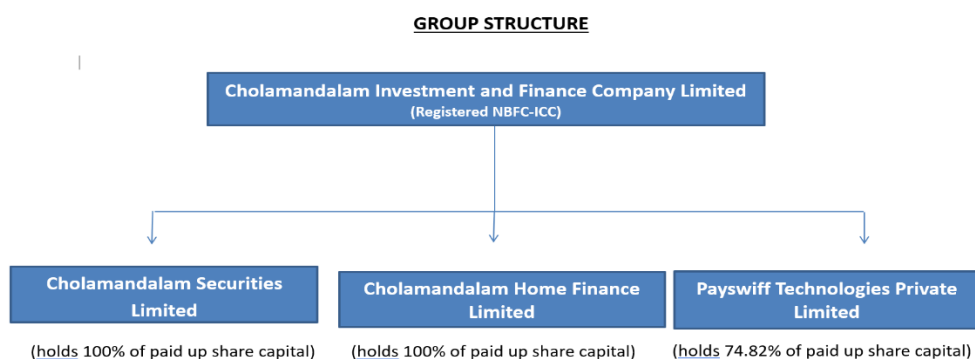 GROUP STRUCTURE
Cholamandalam Investment and Finance Company Limited
(Registered NBFC-ICC)
Cholamandalam Securities
Limited
(holds 100% of paid up share capital)
Cholamandalam Home Finance
Limited
(holds 100% of paid up share capital)
Payswiff Technologies Private
Limited
(holds 74.82% of paid up share capital)